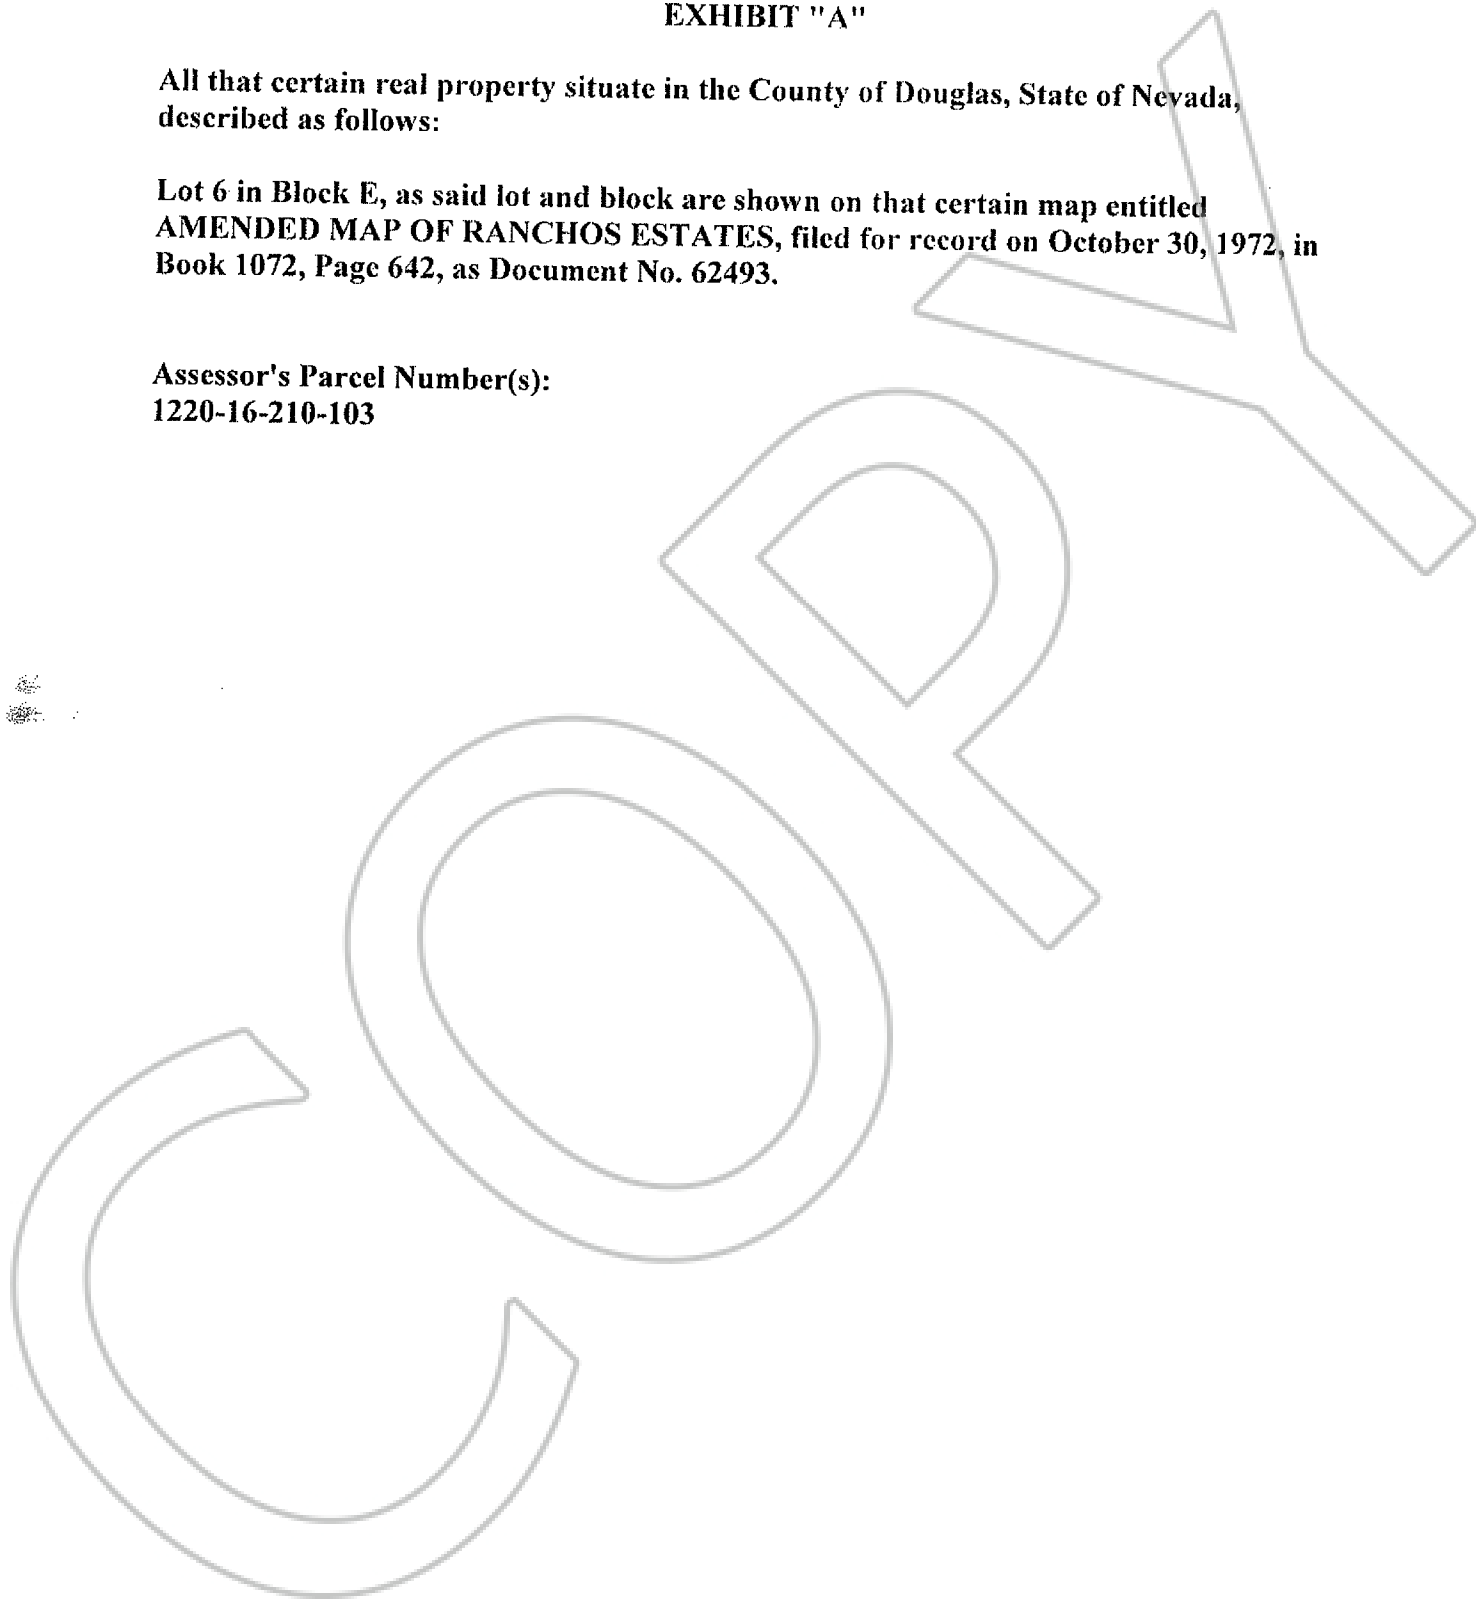 EXHIBIT "A"
All that certain real property situate in the County of Douglas, State of Nevada,
described as follows:
Lot 6 in Block E, as said lot and block are shown on that certain map entitled
AMENDED MAP OF RANCHOS ESTATES, filed for record on October 30, 1972, in
Book 1072, Page 642, as Document No. 62493.
Assessor's Parcel Number(s):
1220-16-210-103
COPY